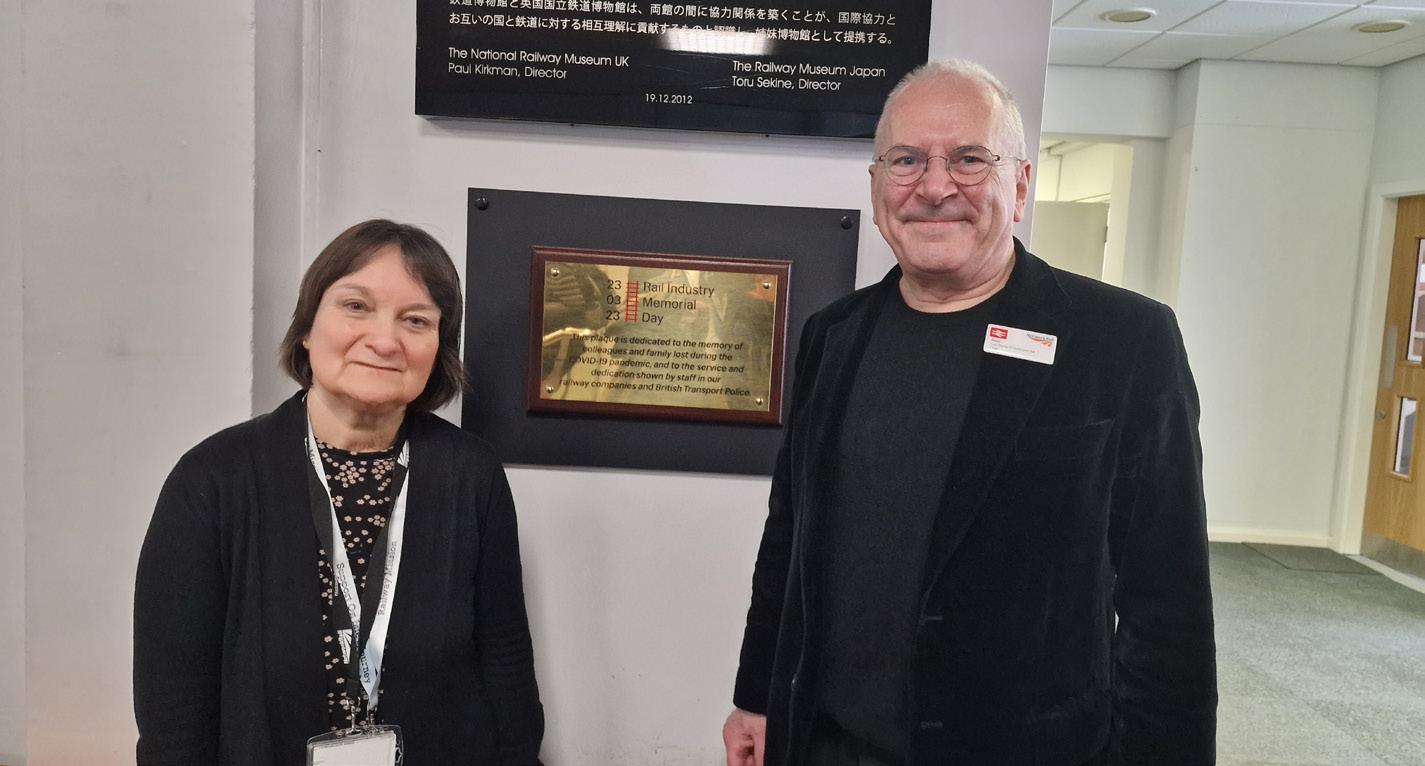 鉄道博物館と英国国立鉄道博物館は、両館の間に協力関係を築くことが、国際協力と
お互いの国と鉄道に対する相互理解に貢献するものと認識し、姉妹博物館として提携する。
The National Railway Museum UK
Paul Kirkman, Director
The Railway Museum Japan
Toru Sekine, Director
19.12.2012
23 Rail Industry
03 Memorial
23 Day
This plaque is dedicated to the memory of
colleagues and family lost during the
COVID-19 pandemic, and to the service and
dedication shown by staff in our
railway companies and British Transport Police.
Support
Railway Mission